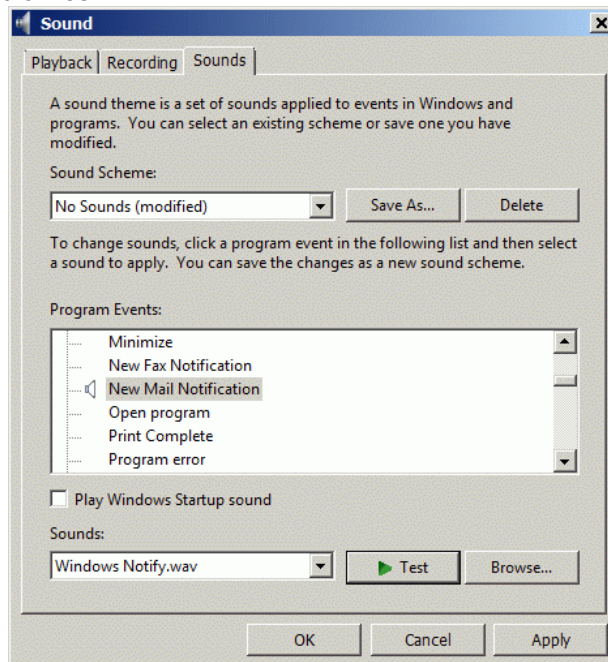 Sound
Playback Recording Sounds
A sound theme is a set of sounds applied to events in Windows and
programs. You can select an existing scheme or save one you have
modified.
Sound Scheme:
No Sounds (modified) Save As... Delete
To change sounds, click a program event in the following list and then select
a sound to apply. You can save the changes as a new sound scheme.
Program Events:
Minimize
New Fax Notification
New Mail Notification
Open program
Print Complete
Program error
Play Windows Startup sound
Sounds:
Windows Notify.wav Test Browse...
OK Cancel Apply